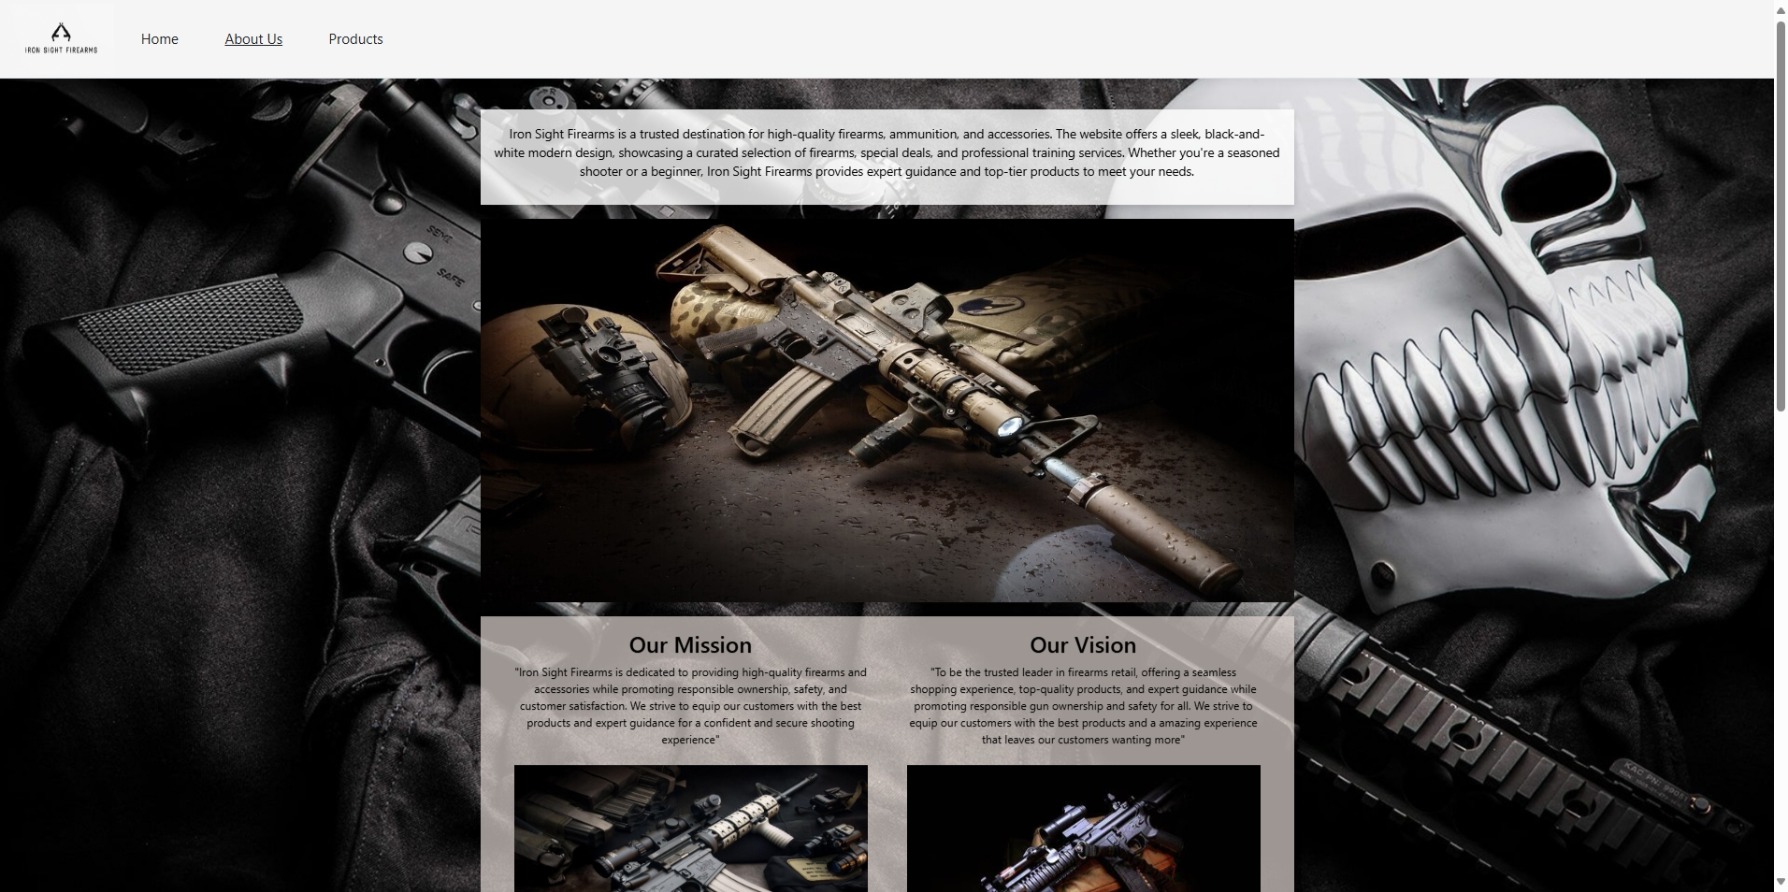 IRON SIGHT FIREARMS
Home
About Us
Products
Iron Sight Firearms is a trusted destination for high-quality firearms, ammunition, and accessories. The website offers a sleek, black-and-
white modern design, showcasing a curated selection of firearms, special deals, and professional training services. Whether you're a seasoned
shooter or a beginner, Iron Sight Firearms provides expert guidance and top-tier products to meet your needs.
SEMI
SAFE
Our Mission
"Iron Sight Firearms is dedicated to providing high-quality firearms and
accessories while promoting responsible ownership, safety, and
customer satisfaction. We strive to equip our customers with the best
products and expert guidance for a confident and secure shooting
experience"
Our Vision
"To be the trusted leader in firearms retail, offering a seamless
shopping experience, top-quality products, and expert guidance while
promoting responsible gun ownership and safety for all. We strive to
equip our customers with the best products and a amazing experience
that leaves our customers wanting more"